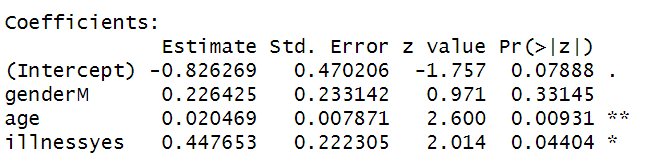 Coefficients:
Estimate Std. Error z value Pr(>|z|)
(Intercept) -0.826269 0.470206 -1.757 0.07888 .
genderM 0.226425 0.233142 0.971 0.33145
age 0.020469 0.007871 2.600 0.00931 **
illnessyes 0.447653 0.222305 2.014 0.04404 *